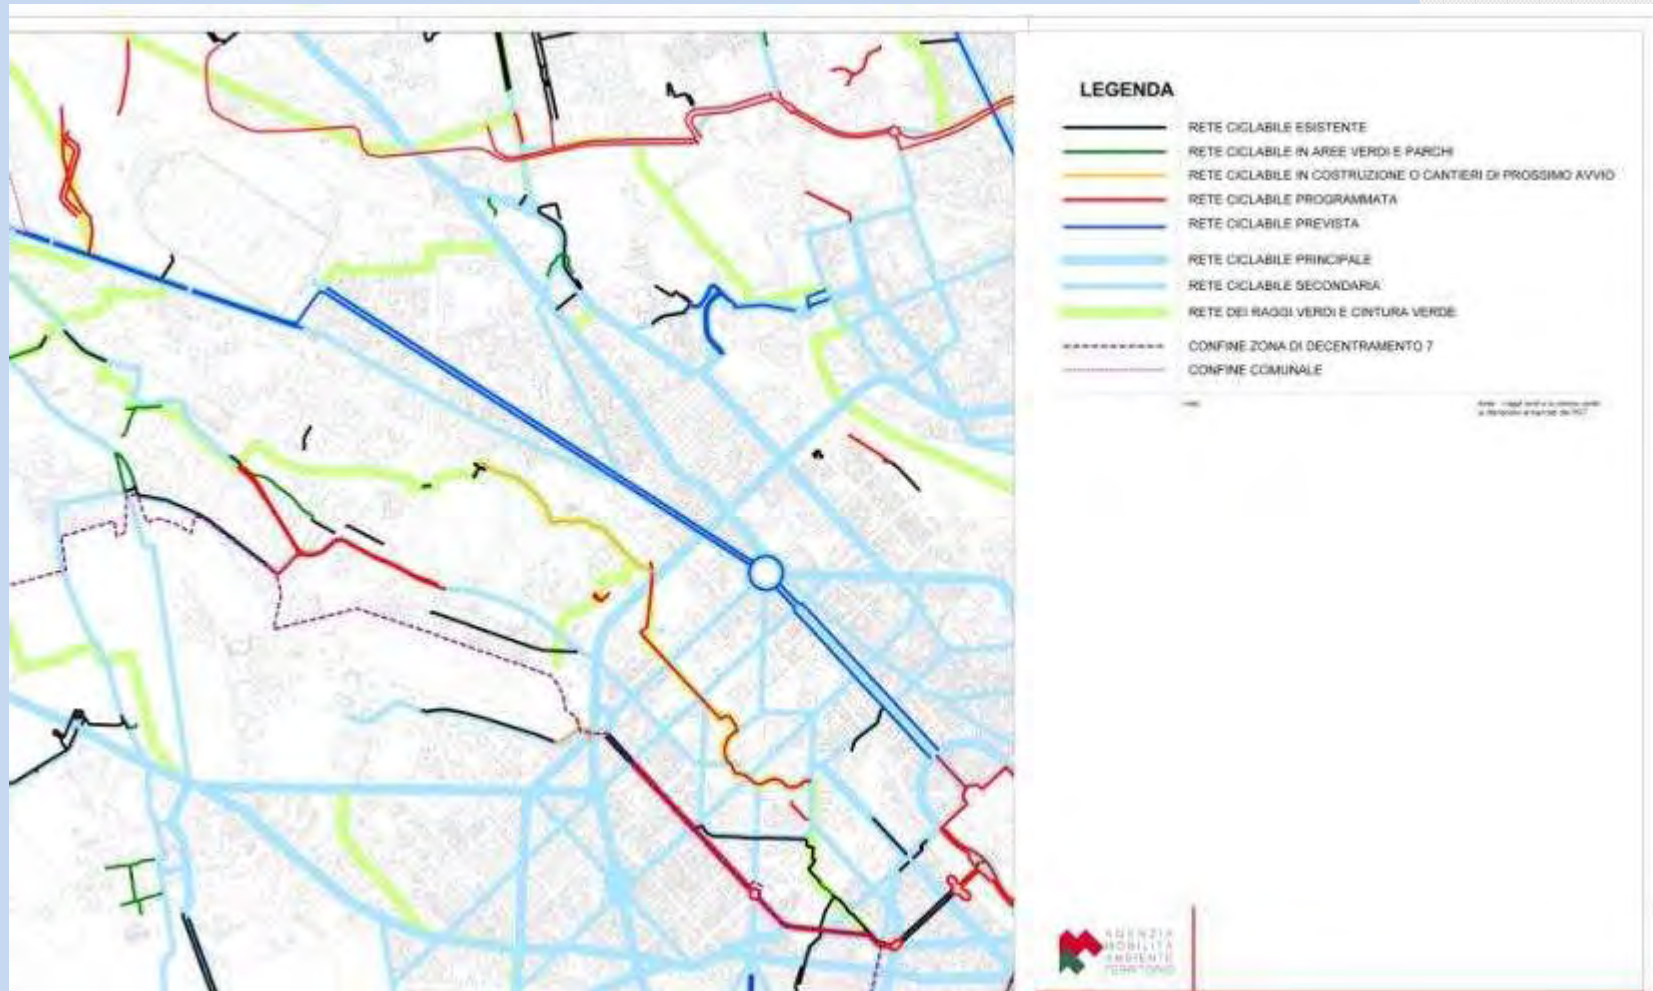 LEGENDA
RETE CICLABILE ESISTENTE
RETE CICLABILE IN AREE VERDI E PARCHI
RETE CICLABILE IN COSTRUZIONE O CANTIERI DI PROSSIMO AVVIO
RETE CICLABILE PROGRAMMATA
RETE CICLABILE PREVISTA
RETE CICLABILE PRINCIPALE
RETE CICLABILE SECONDARIA
RETE DEI RAGGI VERDI E CINTURA VERDE
CONFINE ZONA DI DECENTRAMENTO 7
CONFINE COMUNALE
AGENZIA
MOBILITÀ
AMBIENTE
TERRITORIO